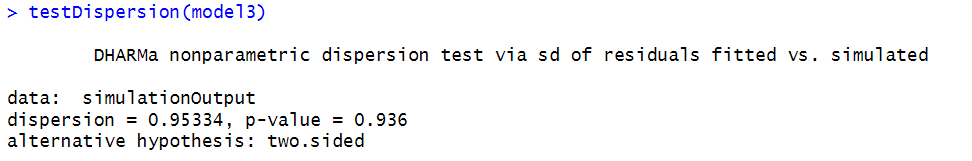 > testDispersion(model3)
DHARMa nonparametric dispersion test via sd of residuals fitted vs. simulated
data:  simulationOutput
dispersion = 0.95334, p-value = 0.936
alternative hypothesis: two.sided